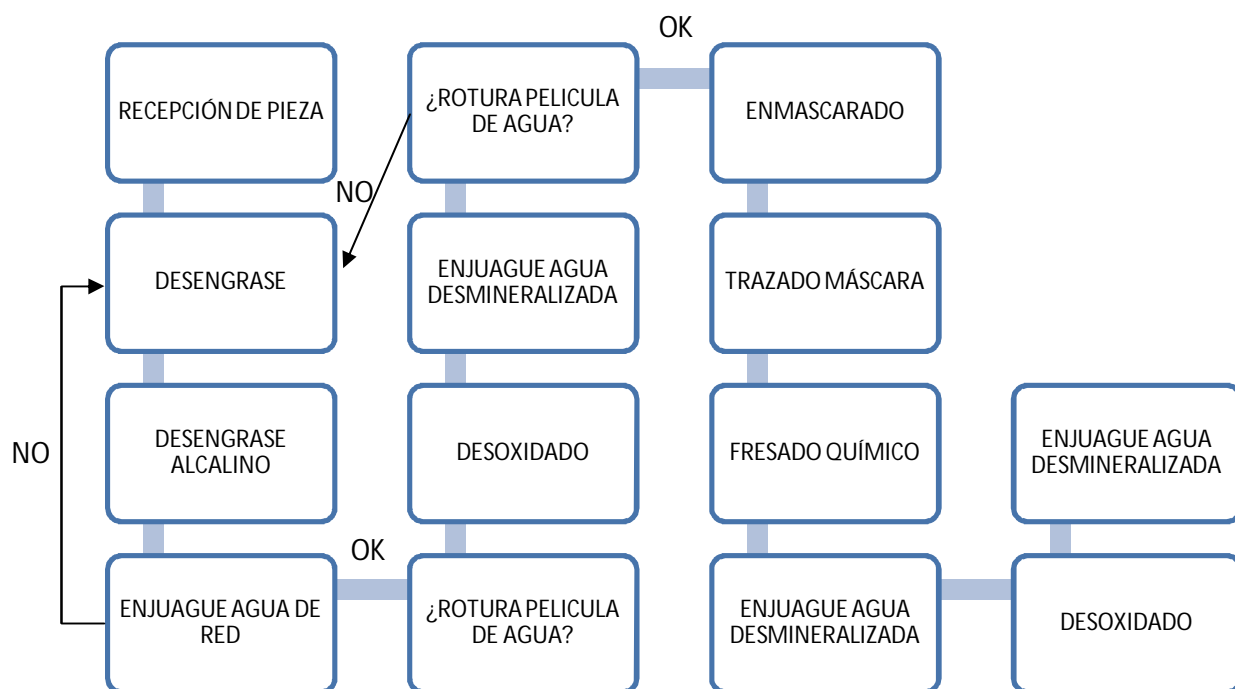 RECEPCIÓN DE PIEZA
DESENGRASE
DESENGRASE
ALCALINO
ENJUAGUE AGUA DE
RED
NO
OK
¿ROTURA PELICULA
DE AGUA?
DESOXIDADO
ENJUAGUE AGUA
DESMINERALIZADA
¿ROTURA PELICULA
DE AGUA?
NO
OK
ENMASCARADO
TRAZADO MÁSCARA
FRESADO QUÍMICO
ENJUAGUE AGUA
DESMINERALIZADA
DESOXIDADO
ENJUAGUE AGUA
DESMINERALIZADA